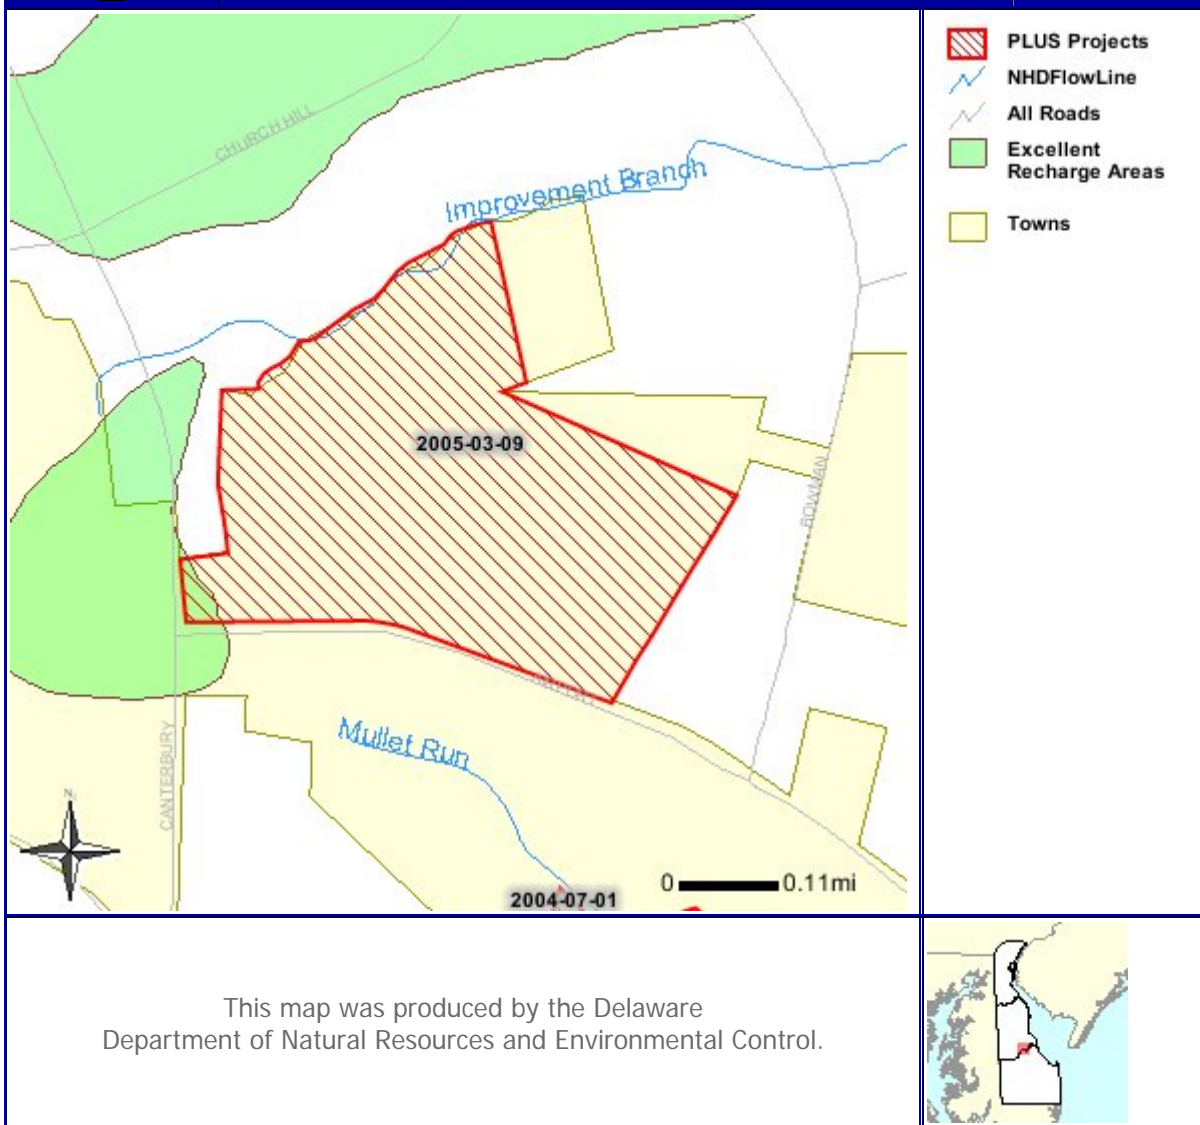 PLUS Projects
NHDFlowLine
All Roads
Excellent
Recharge Areas
Towns
CHURCH HILL
Improvement Branch
2005-03-09
BOWMAN
Mullet Run
CANTERBURY
N
2004-07-01
0 0.11mi
This map was produced by the Delaware
Department of Natural Resources and Environmental Control.